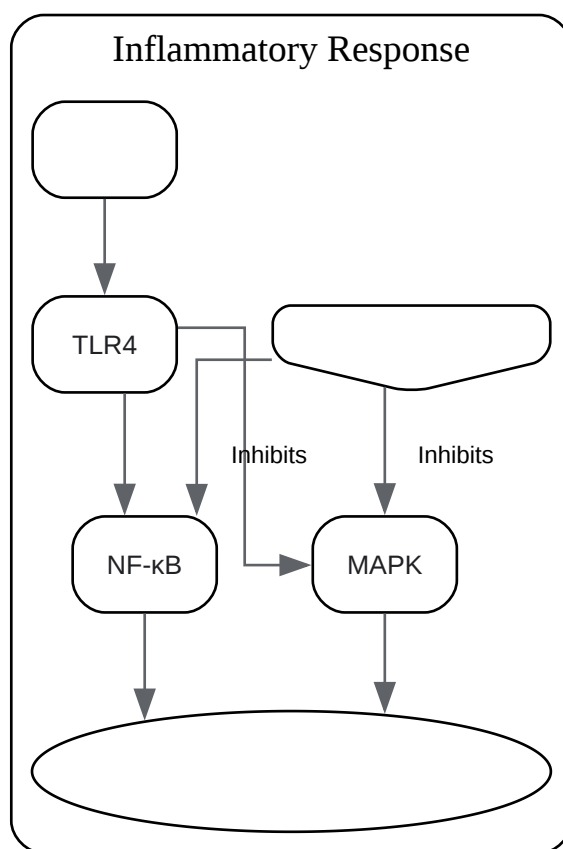 Inflammatory Response
TLR4
Inhibits
Inhibits
NF-κB
MAPK